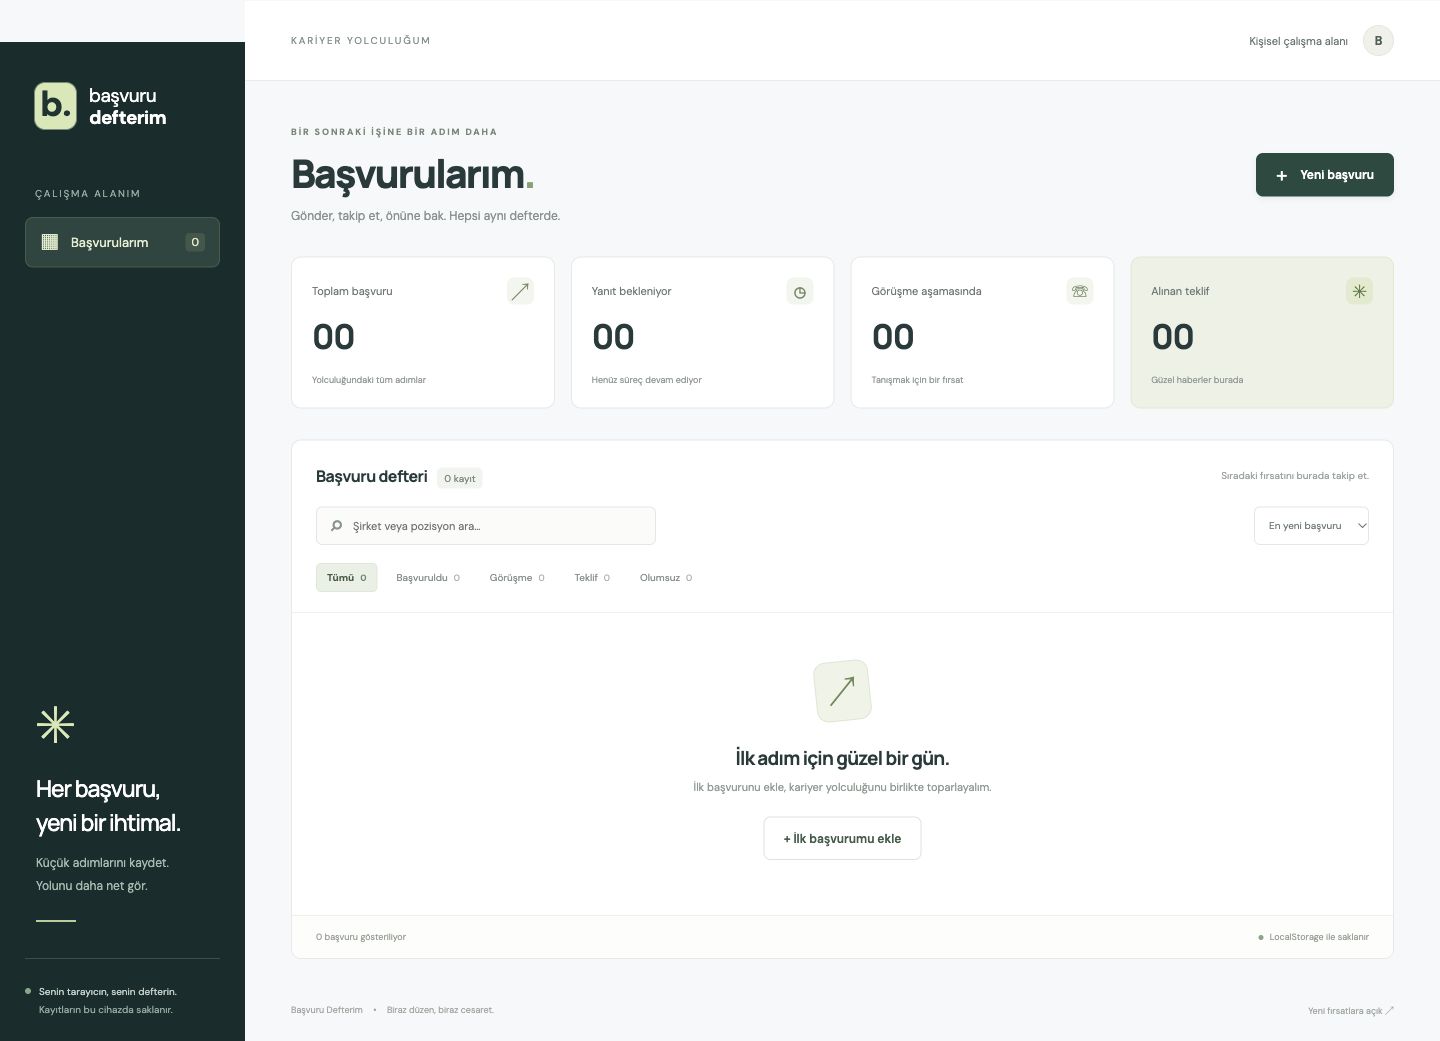 b.
başvuru
defterim
ÇALIŞMA ALANIM
Başvurularım 0
Her başvuru,
yeni bir ihtimal.
Küçük adımlarını kaydet.
Yolunu daha net gör.
Senin tarayıcın, senin defterin.
Kayıtların bu cihazda saklanır.
KARİYER YOLCULUĞUM
Kişisel çalışma alanı B
BİR SONRAKİ İŞİNE BİR ADIM DAHA
Başvurularım.
Gönder, takip et, önüne bak. Hepsi aynı defterde.
+ Yeni başvuru
Toplam başvuru
00
Yolculuğundaki tüm adımlar
Yanıt bekleniyor
00
Henüz süreç devam ediyor
Görüşme aşamasında
00
Tanışmak için bir fırsat
Alınan teklif
00
Güzel haberler burada
Başvuru defteri 0 kayıt
Sıradaki fırsatını burada takip et.
Şirket veya pozisyon ara...
En yeni başvuru
Tümü 0 Başvuruldu 0 Görüşme 0 Teklif 0 Olumsuz 0
İlk adım için güzel bir gün.
İlk başvurunu ekle, kariyer yolculuğunu birlikte toparlayalım.
+ İlk başvurumu ekle
0 başvuru gösteriliyor
LocalStorage ile saklanır
Başvuru Defterim • Biraz düzen, biraz cesaret.
Yeni fırsatlara açık ↗